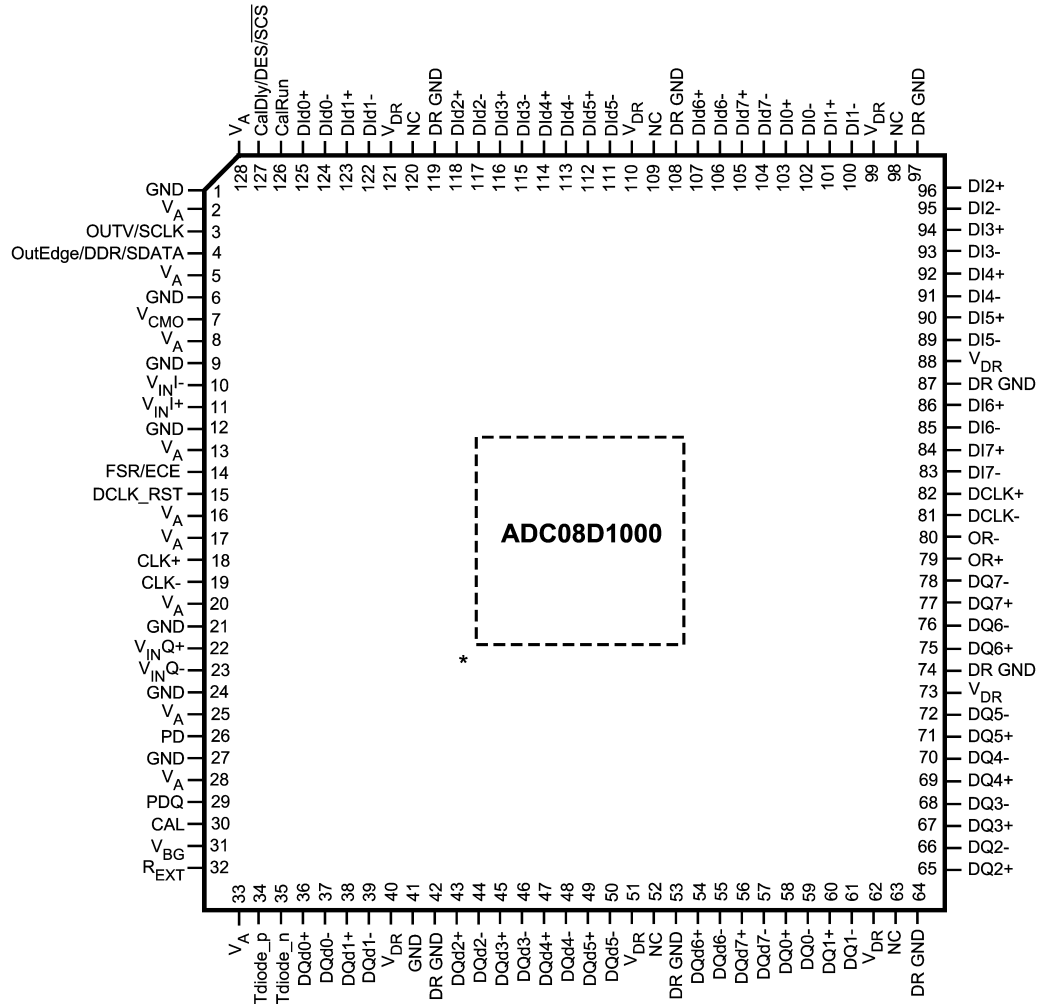 V_A CalDly/DES/SCS CalRun DId0+ DId0- DId1+ DId1- V_DR NC DR GND DId2+ DId2- DId3+ DId3- DId4+ DId4- DId5+ DId5- V_DR NC DR GND DId6+ DId6- DId7+ DId7- DI0+ DI0- DI1+ DI1- V_DR NC DR GND
128 127 126 125 124 123 122 121 120 119 118 117 116 115 114 113 112 111 110 109 108 107 106 105 104 103 102 101 100 99 98 97
GND 1 96 DI2+
V_A 2 95 DI2-
OUTV/SCLK 3 94 DI3+
OutEdge/DDR/SDATA 4 93 DI3-
V_A 5 92 DI4+
GND 6 91 DI4-
V_CMO 7 90 DI5+
V_A 8 89 DI5-
GND 9 88 V_DR
V_INI- 10 87 DR GND
V_INI+ 11 86 DI6+
GND 12 85 DI6-
V_A 13 84 DI7+
FSR/ECE 14 83 DI7-
DCLK_RST 15 82 DCLK+
V_A 16 81 DCLK-
V_A 17 80 OR-
ADC08D1000
CLK+ 18 79 OR+
CLK- 19 78 DQ7-
V_A 20 77 DQ7+
GND 21 76 DQ6-
V_INQ+ 22 75 DQ6+
*
V_INQ- 23 74 DR GND
GND 24 73 V_DR
V_A 25 72 DQ5-
PD 26 71 DQ5+
GND 27 70 DQ4-
V_A 28 69 DQ4+
PDQ 29 68 DQ3-
CAL 30 67 DQ3+
V_BG 31 66 DQ2-
R_EXT 32 65 DQ2+
33 34 35 36 37 38 39 40 41 42 43 44 45 46 47 48 49 50 51 52 53 54 55 56 57 58 59 60 61 62 63 64
V_A Tdiode_p Tdiode_n DQd0+ DQd0- DQd1+ DQd1- V_DR GND DR GND DQd2+ DQd2- DQd3+ DQd3- DQd4+ DQd4- DQd5+ DQd5- V_DR NC DR GND DQd6+ DQd6- DQd7+ DQd7- DQ0+ DQ0- DQ1+ DQ1- V_DR NC DR GND